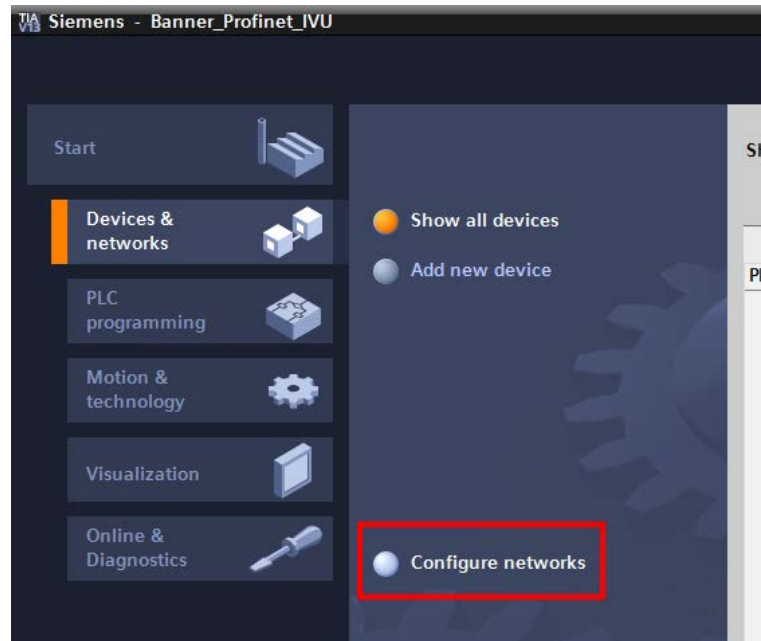 TIA V13 Siemens - Banner_Profinet_IVU
Start
Devices &
networks
PLC
programming
Motion &
technology
Visualization
Online &
Diagnostics
Show all devices
Add new device
Configure networks